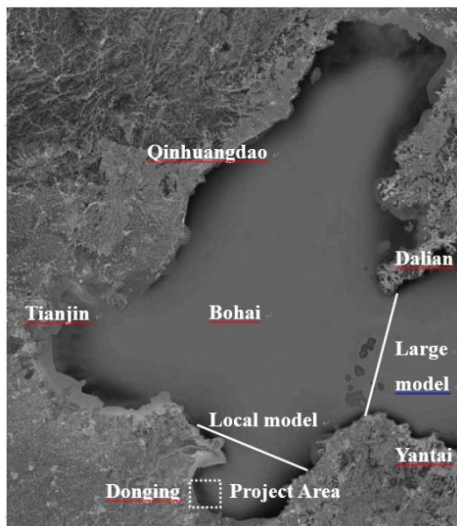 Qinhuangdao
Dalian
Tianjin
Bohai
Large
model
Local model
Yantai
Donging
Project Area